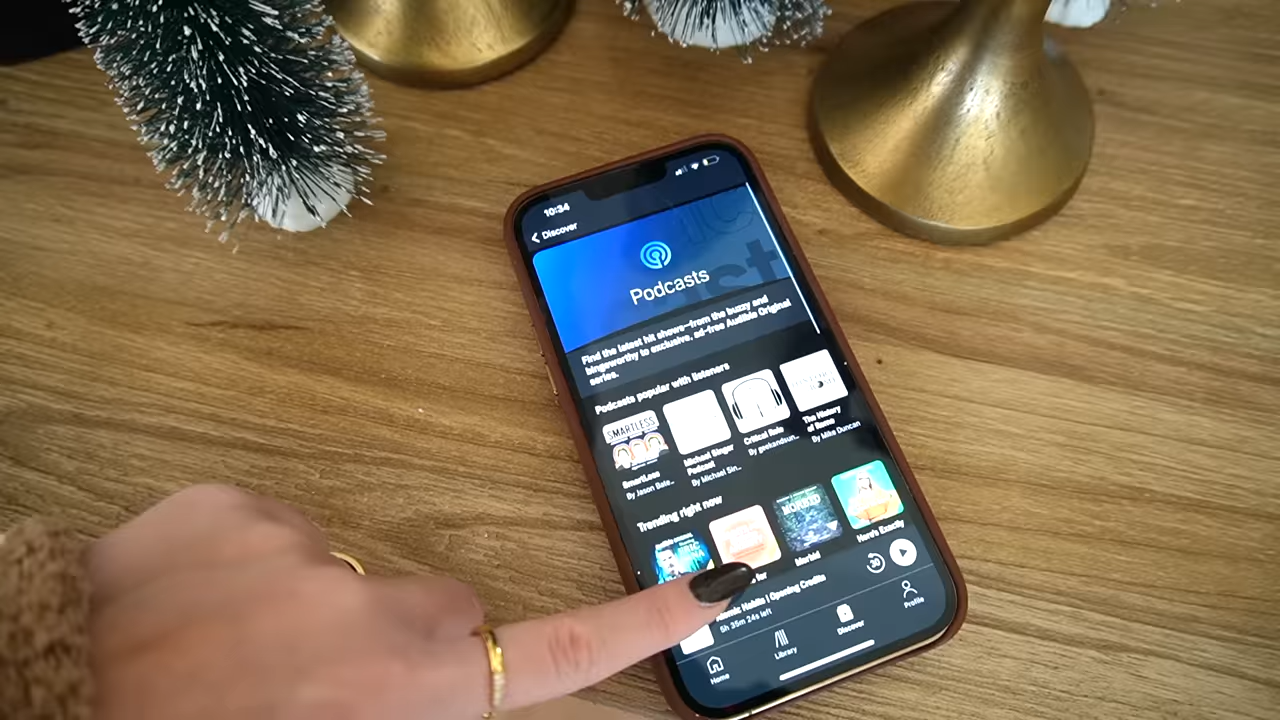 10:34
Discover
Podcasts
Find the latest hit shows—from the buzzy and
bingeworthy to exclusive, ad-free Audible Original
series.
Podcasts popular with listeners
SMARTLESS
SmartLess
By Jason Bate...
Michael Singer
Podcast
By Michael Sin...
Critical Role
By geekandsun...
The History
of Rome
By Mike Duncan
Trending right now
MORBID
Morbid
Here's Exactly
for
Atomic Habits | Opening Credits
5h 35m 24s left
30
Home
Library
Discover
Profile